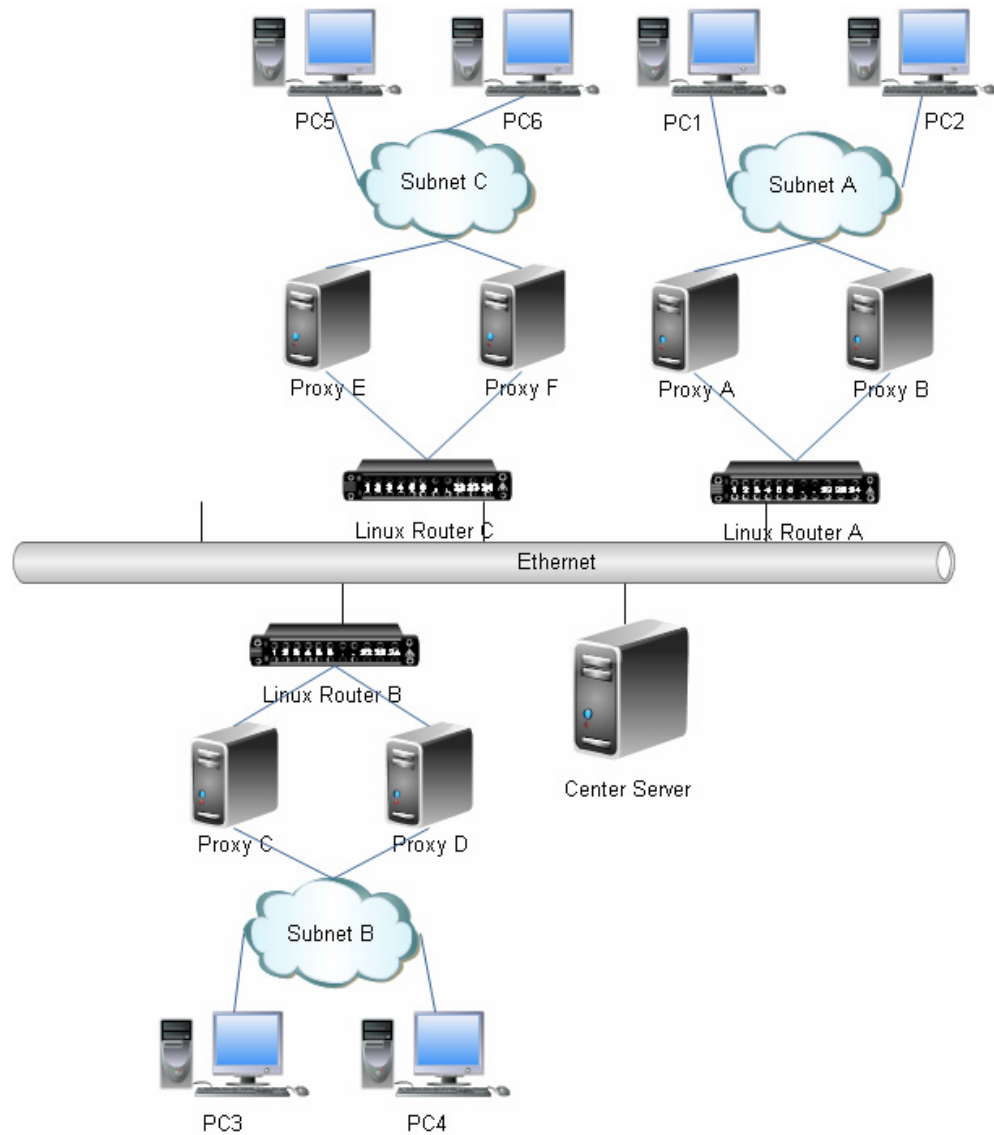 PC5 PC6 PC1 PC2
Subnet C Subnet A
Proxy E Proxy F Proxy A Proxy B
Linux Router C Linux Router A
Ethernet
Linux Router B
Center Server
Proxy C Proxy D
Subnet B
PC3 PC4